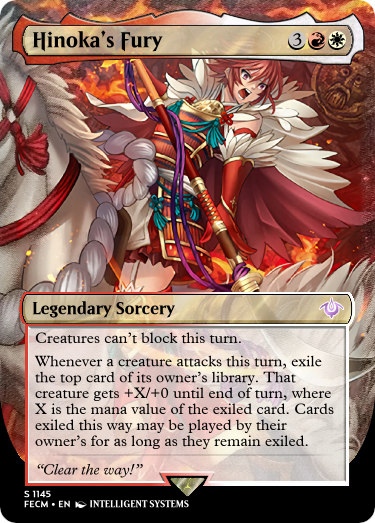 Hinoka's Fury 3
Legendary Sorcery
Creatures can't block this turn.
Whenever a creature attacks this turn, exile
the top card of its owner's library. That
creature gets +X/+0 until end of turn, where
X is the mana value of the exiled card. Cards
exiled this way may be played by their
owner's for as long as they remain exiled.
“Clear the way!”
S 1145
FECM • EN INTELLIGENT SYSTEMS